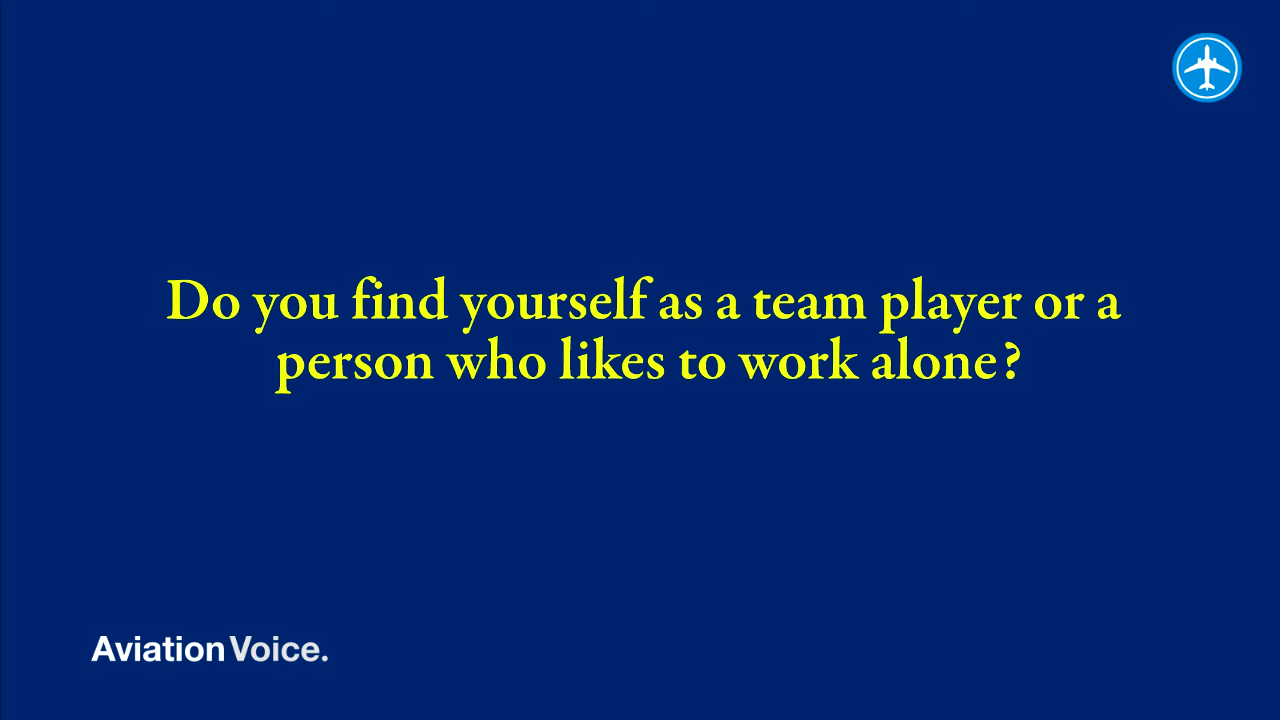 Do you find yourself as a team player or a
person who likes to work alone?
Aviation Voice.